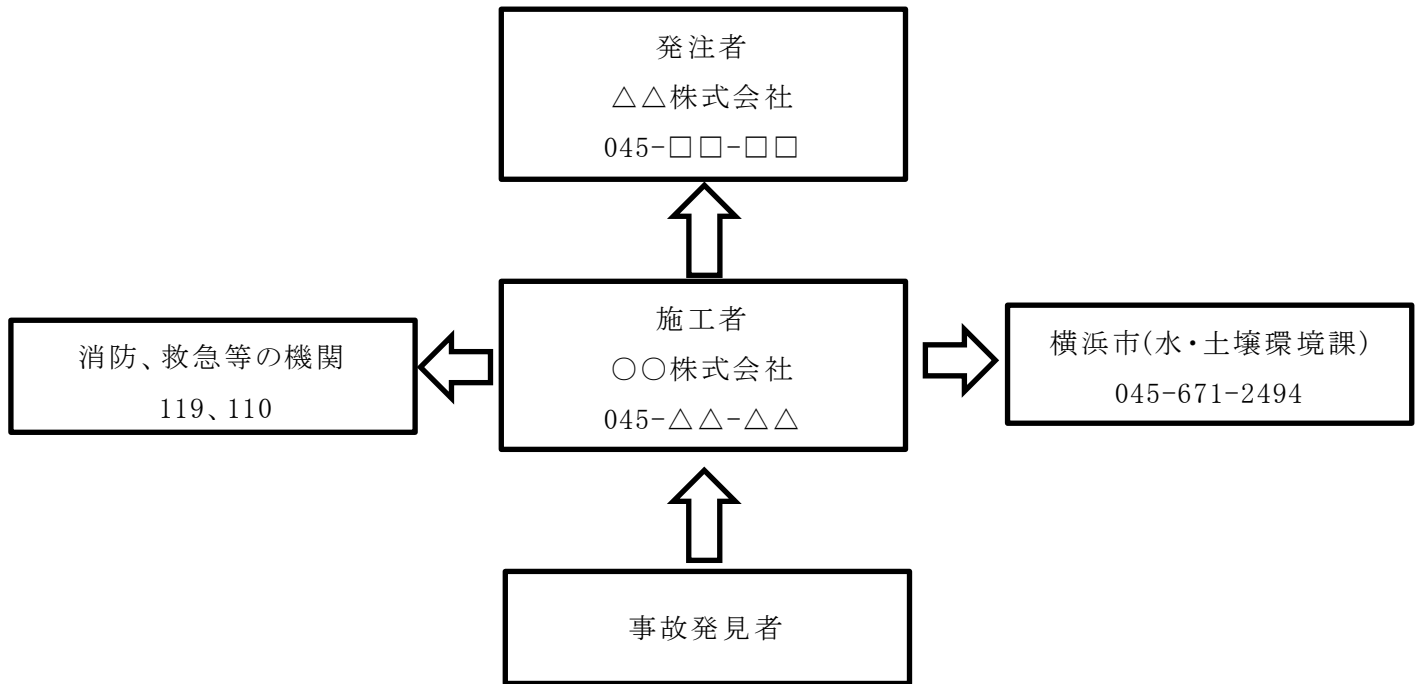 発注者
△△株式会社
045-□□-□□
施工者
○○株式会社
045-△△-△△
消防、救急等の機関
119、110
横浜市(水・土壌環境課)
045-671-2494
事故発見者